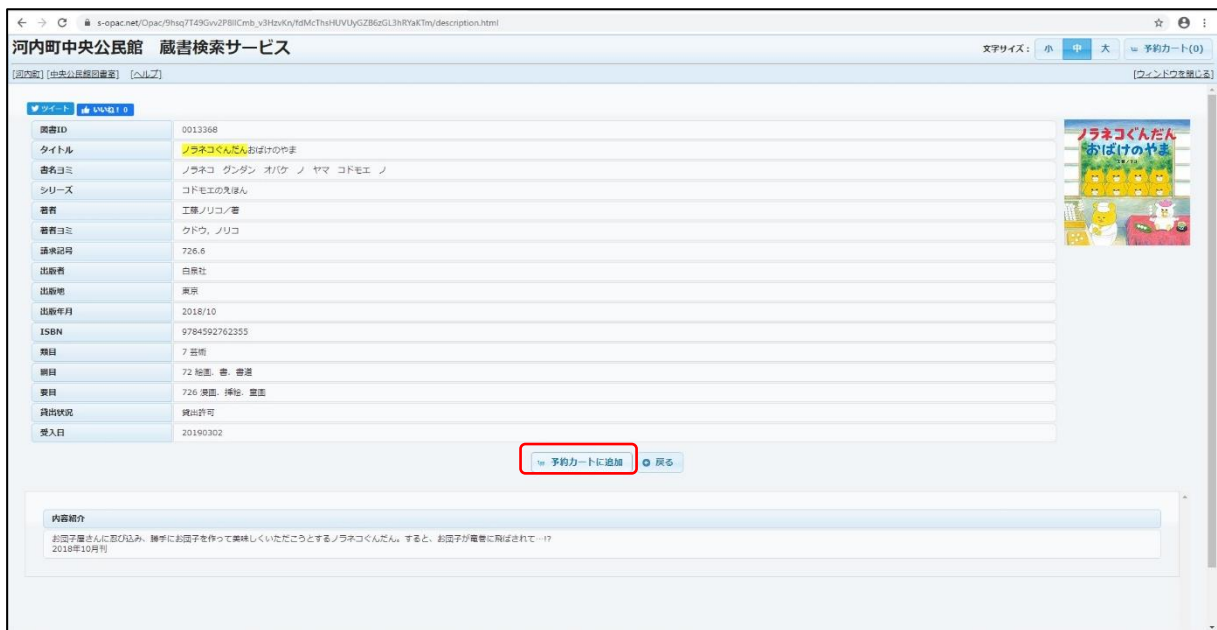 s-opac.net/Opac/9hsq7T49Gvv2P8IICmb_v3HzvKn/fdMcThsHUVUyGZB6zGL3hRYaKTm/description.html
河内町中央公民館 蔵書検索サービス
文字サイズ: 小 中 大 予約カート(0)
[河内町] [中央公民館図書室] [ヘルプ] [ウィンドウを閉じる]
ツイート いいね! 0
図書ID 0013368
タイトル ノラネコぐんだんおばけのやま
書名ヨミ ノラネコ グンダン オバケ ノ ヤマ コドモエ ノ
シリーズ コドモエのえほん
著者 工藤ノリコ/著
著者ヨミ クドウ, ノリコ
請求記号 726.6
出版者 白泉社
出版地 東京
出版年月 2018/10
ISBN 9784592762355
類目 7 芸術
綱目 72 絵画. 書. 書道
要目 726 漫画. 挿絵. 童画
貸出状況 貸出許可
受入日 20190302
ノラネコぐんだん
おばけのやま
予約カートに追加 戻る
内容紹介
お団子屋さんに忍び込み、勝手にお団子を作って美味しくいただこうとするノラネコぐんだん。すると、お団子が竜巻に飛ばされて…!?
2018年10月刊